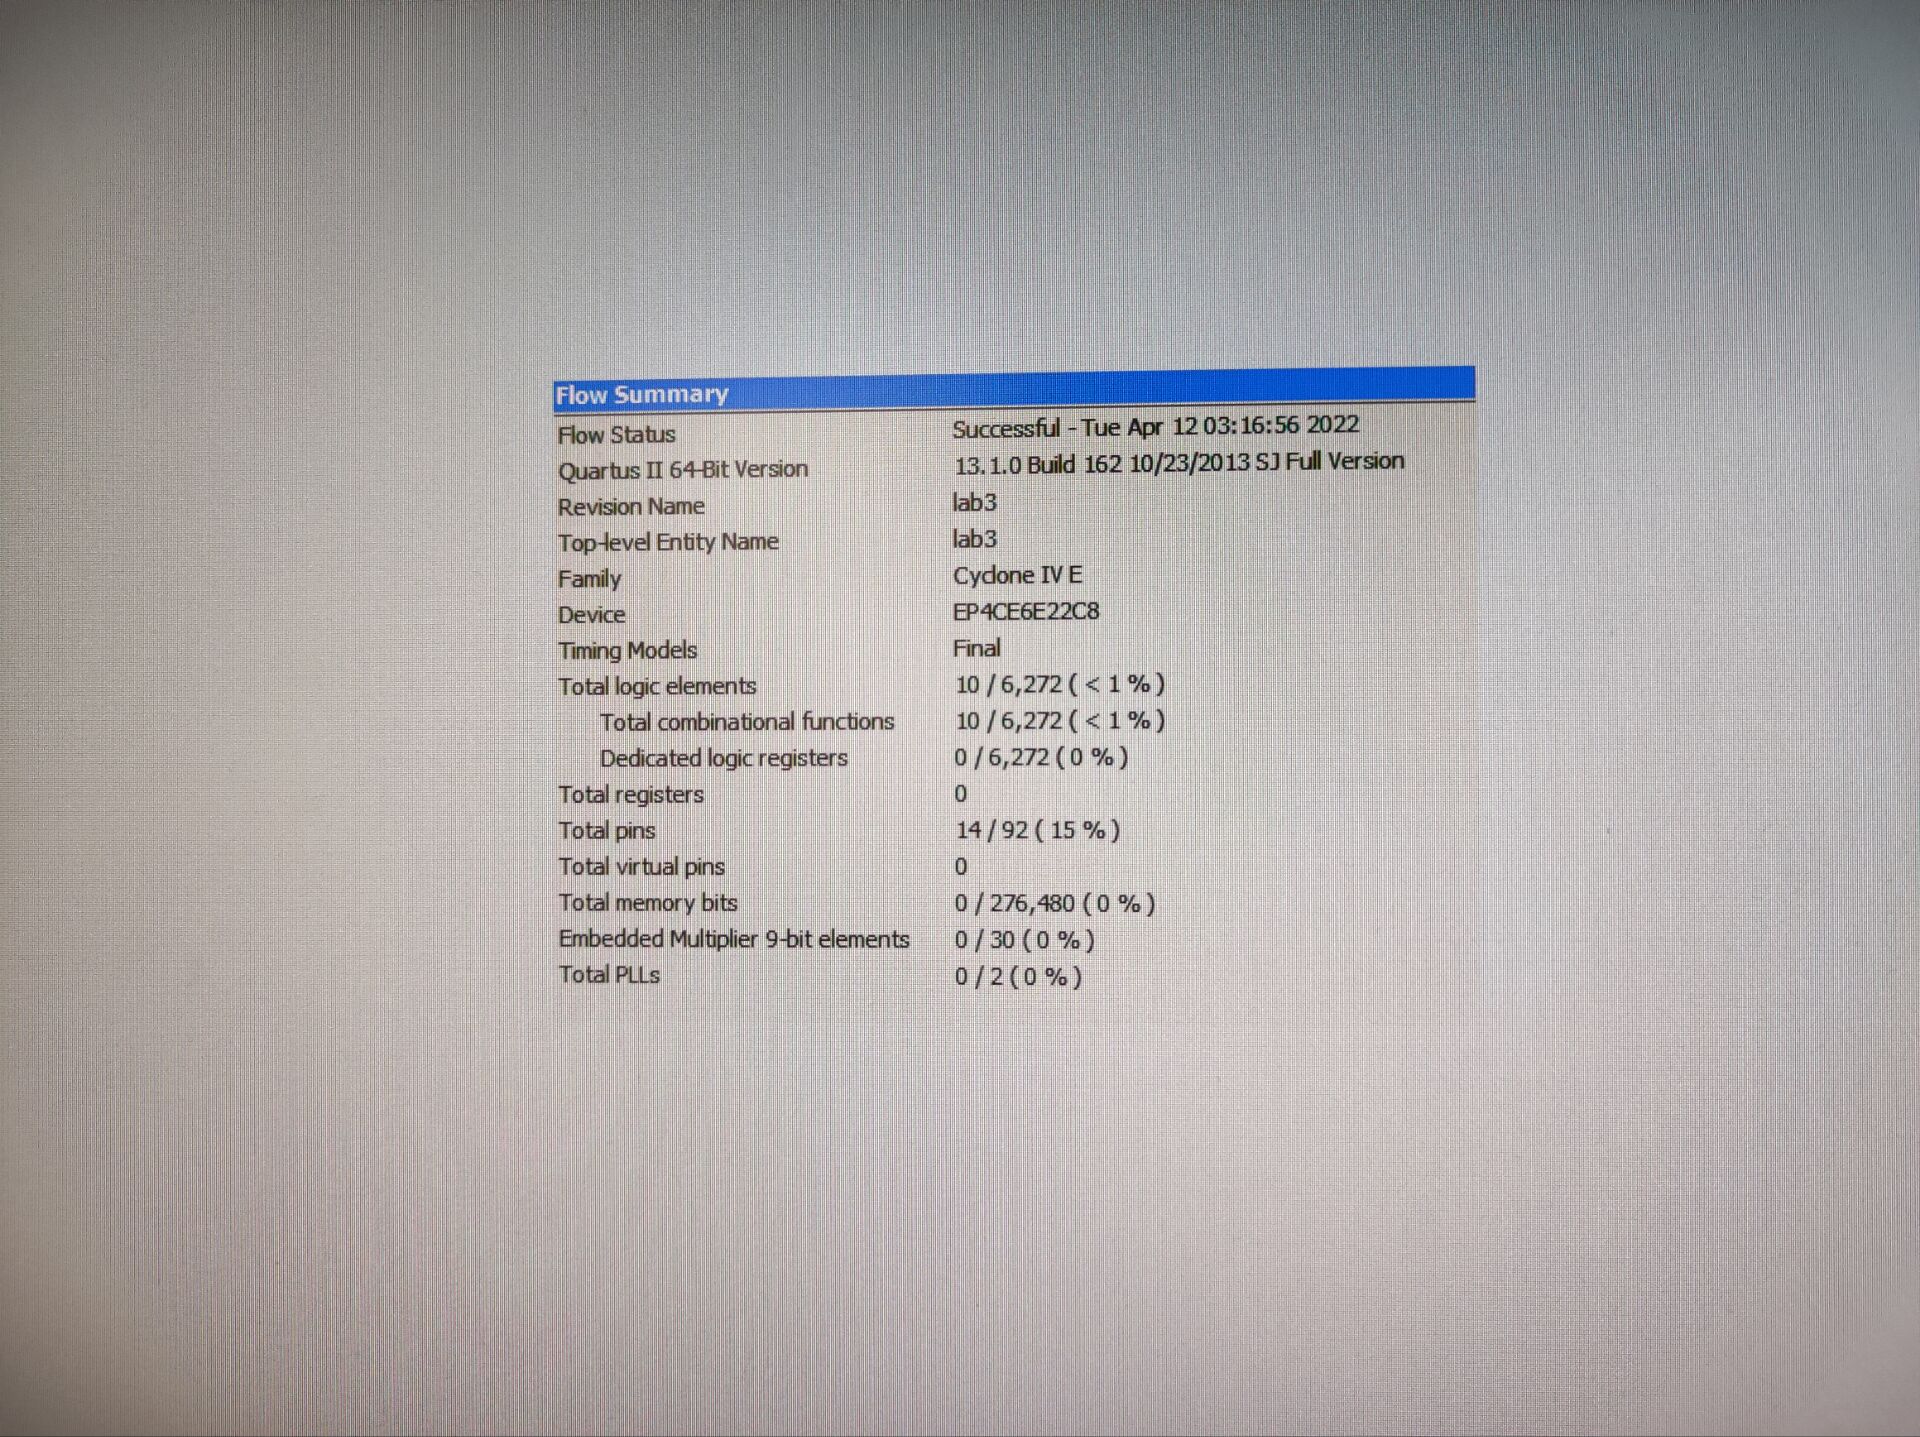 Flow Summary
Flow Status Successful - Tue Apr 12 03:16:56 2022
Quartus II 64-Bit Version 13.1.0 Build 162 10/23/2013 SJ Full Version
Revision Name lab3
Top-level Entity Name lab3
Family Cyclone IV E
Device EP4CE6E22C8
Timing Models Final
Total logic elements 10 / 6,272 ( < 1 % )
Total combinational functions 10 / 6,272 ( < 1 % )
Dedicated logic registers 0 / 6,272 ( 0 % )
Total registers 0
Total pins 14 / 92 ( 15 % )
Total virtual pins 0
Total memory bits 0 / 276,480 ( 0 % )
Embedded Multiplier 9-bit elements 0 / 30 ( 0 % )
Total PLLs 0 / 2 ( 0 % )